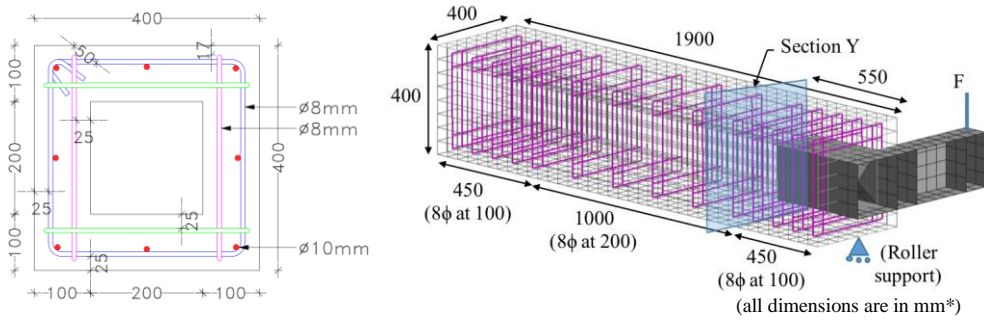 400
50
17
100
200
100
25
25
25
25
ø8mm
ø8mm
400
ø10mm
100
200
100
400
400
1900
Section Y
550
F
450
(8ϕ at 100)
1000
(8ϕ at 200)
450
(8ϕ at 100)
(Roller
support)
(all dimensions are in mm*)